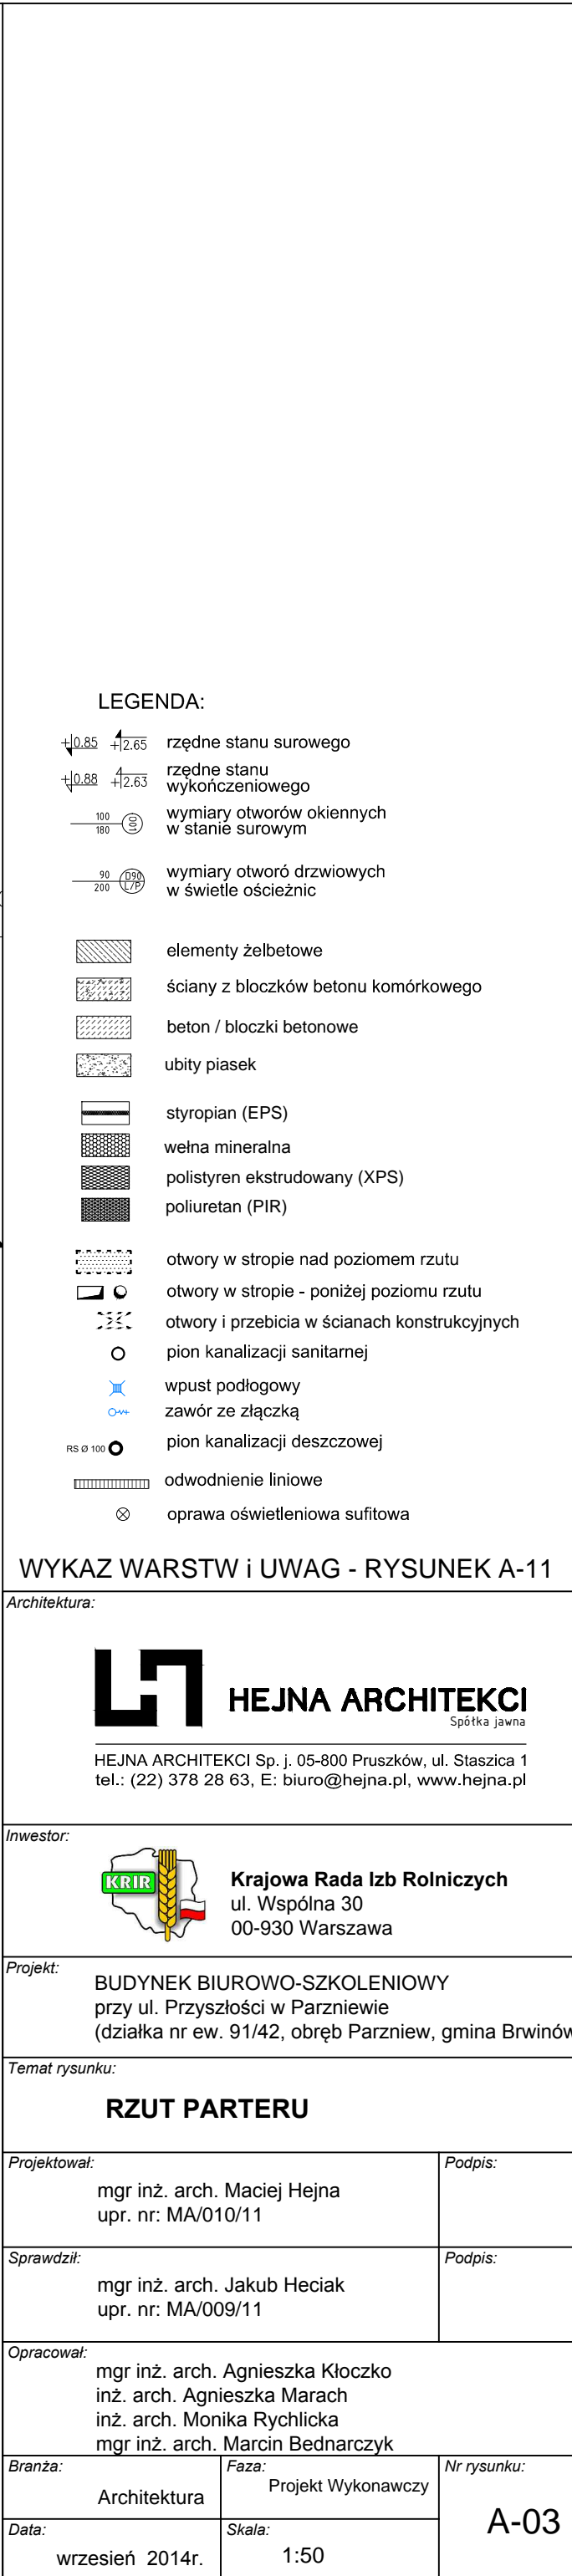 LEGENDA:
+0.85 +2.65 rzędne stanu surowego
+0.88 +2.63 rzędne stanu
wykończeniowego
100
180
O01
wymiary otworów okiennych
w stanie surowym
90
200
D90
L/P
wymiary otworó drzwiowych
w świetle ościeżnic
elementy żelbetowe
ściany z bloczków betonu komórkowego
beton / bloczki betonowe
ubity piasek
styropian (EPS)
wełna mineralna
polistyren ekstrudowany (XPS)
poliuretan (PIR)
otwory w stropie nad poziomem rzutu
otwory w stropie - poniżej poziomu rzutu
otwory i przebicia w ścianach konstrukcyjnych
pion kanalizacji sanitarnej
wpust podłogowy
zawór ze złączką
RS Ø 100 pion kanalizacji deszczowej
odwodnienie liniowe
oprawa oświetleniowa sufitowa
WYKAZ WARSTW i UWAG - RYSUNEK A-11
Architektura:
HEJNA ARCHITEKCI
Spółka jawna
HEJNA ARCHITEKCI Sp. j. 05-800 Pruszków, ul. Staszica 1
tel.: (22) 378 28 63, E: biuro@hejna.pl, www.hejna.pl
Inwestor:
KRIR
Krajowa Rada Izb Rolniczych
ul. Wspólna 30
00-930 Warszawa
Projekt:
BUDYNEK BIUROWO-SZKOLENIOWY
przy ul. Przyszłości w Parzniewie
(działka nr ew. 91/42, obręb Parzniew, gmina Brwinów
Temat rysunku:
RZUT PARTERU
Projektował:
mgr inż. arch. Maciej Hejna
upr. nr: MA/010/11
Podpis:
Sprawdził:
mgr inż. arch. Jakub Heciak
upr. nr: MA/009/11
Podpis:
Opracował:
mgr inż. arch. Agnieszka Kłoczko
inż. arch. Agnieszka Marach
inż. arch. Monika Rychlicka
mgr inż. arch. Marcin Bednarczyk
Branża:
Architektura
Faza:
Projekt Wykonawczy
Nr rysunku:
A-03
Data:
wrzesień 2014r.
Skala:
1:50